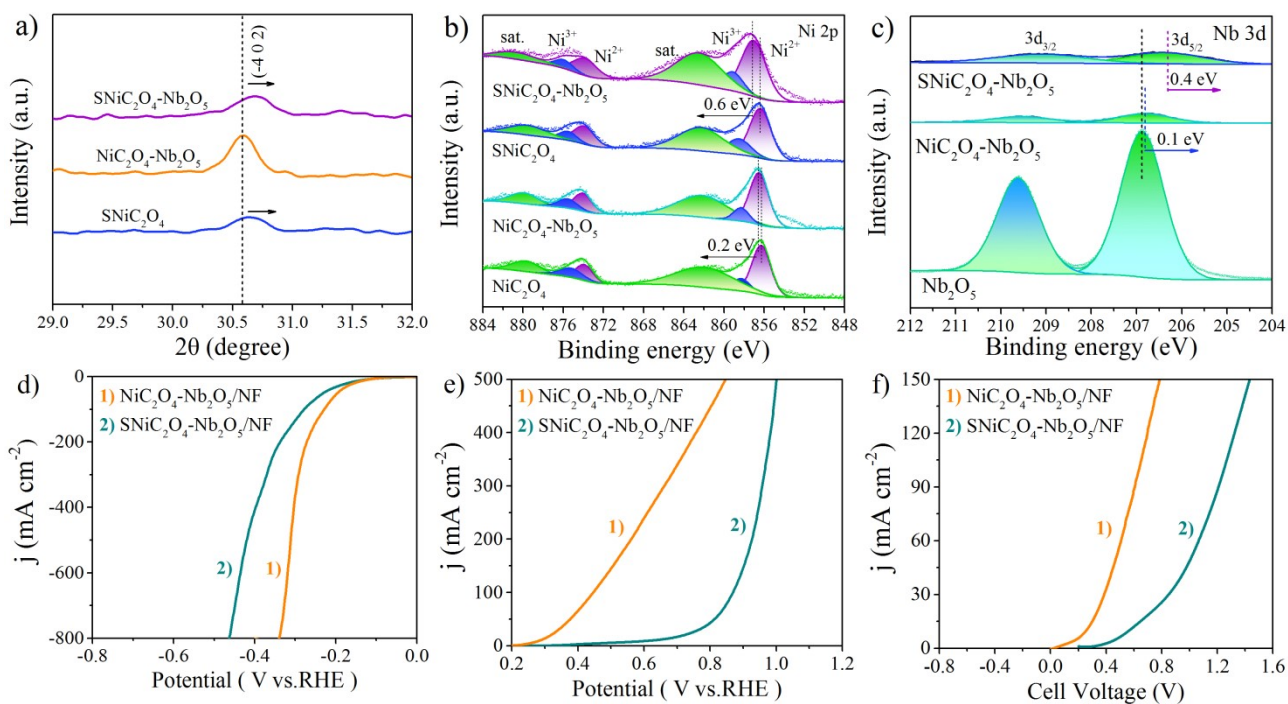 a)
(-4 0 2)
SNiC₂O₄-Nb₂O₅
NiC₂O₄-Nb₂O₅
SNiC₂O₄
Intensity (a.u.)
29.0 29.5 30.0 30.5 31.0 31.5 32.0
2θ (degree)
b)
Ni 2p
sat. Ni³⁺ Ni²⁺ sat. Ni³⁺ Ni²⁺
SNiC₂O₄-Nb₂O₅
0.6 eV
SNiC₂O₄
NiC₂O₄-Nb₂O₅
0.2 eV
NiC₂O₄
Intensity (a.u.)
884 880 876 872 868 864 860 856 852 848
Binding energy (eV)
c)
Nb 3d
3d₃/₂ 3d₅/₂
SNiC₂O₄-Nb₂O₅
0.4 eV
NiC₂O₄-Nb₂O₅
0.1 eV
Nb₂O₅
Intensity (a.u.)
212 211 210 209 208 207 206 205 204
Binding energy (eV)
d)
1) NiC₂O₄-Nb₂O₅/NF
2) SNiC₂O₄-Nb₂O₅/NF
2) 1)
j (mA cm⁻²)
0
-200
-400
-600
-800
-0.8 -0.6 -0.4 -0.2 0.0
Potential ( V vs.RHE )
e)
1) NiC₂O₄-Nb₂O₅/NF
2) SNiC₂O₄-Nb₂O₅/NF
1) 2)
j (mA cm⁻²)
500
400
300
200
100
0
0.2 0.4 0.6 0.8 1.0 1.2
Potential ( V vs.RHE )
f)
1) NiC₂O₄-Nb₂O₅/NF
2) SNiC₂O₄-Nb₂O₅/NF
1) 2)
j (mA cm⁻²)
150
120
90
60
30
0
-0.8 -0.4 0.0 0.4 0.8 1.2 1.6
Cell Voltage (V)